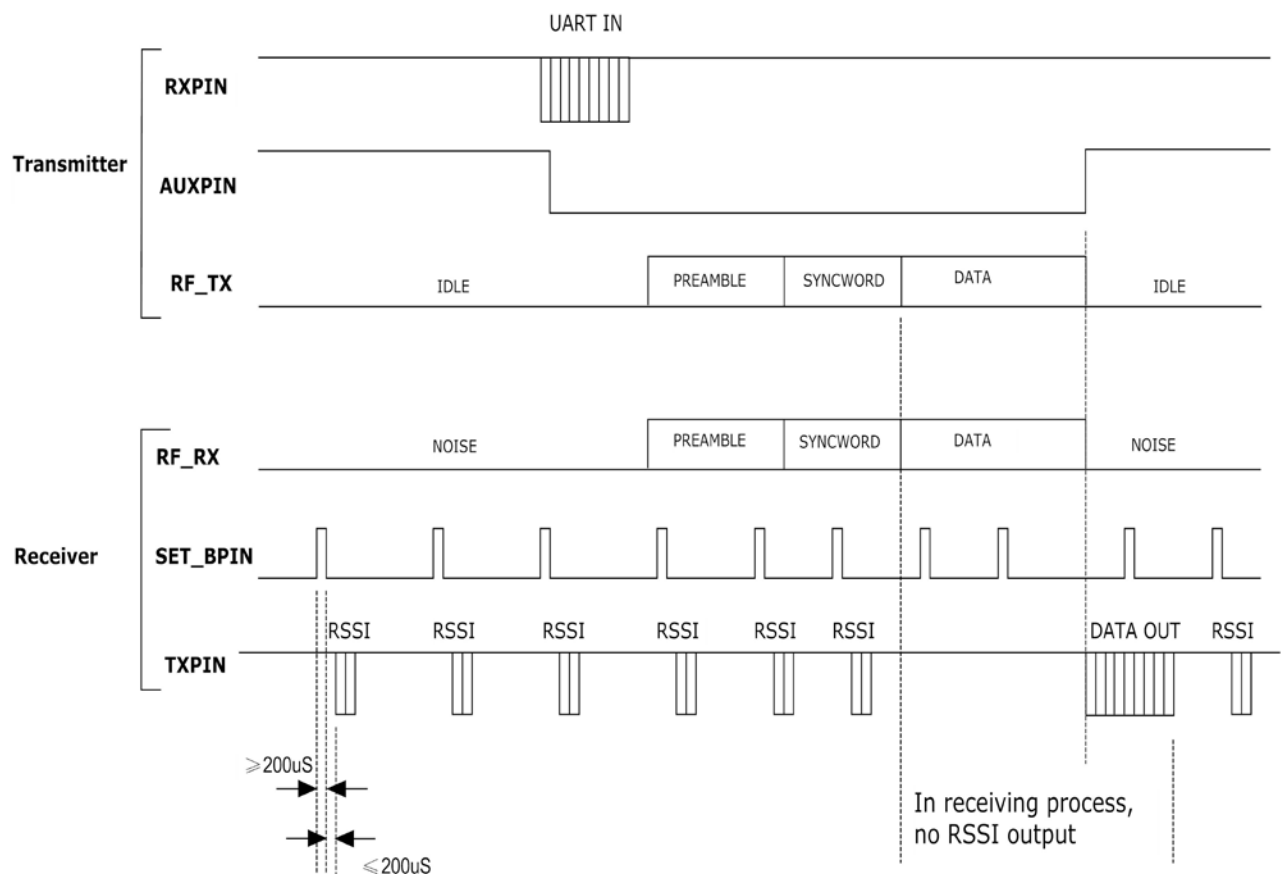 UART IN
RXPIN
Transmitter
AUXPIN
RF_TX
IDLE
PREAMBLE
SYNCWORD
DATA
IDLE
RF_RX
NOISE
PREAMBLE
SYNCWORD
DATA
NOISE
Receiver
SET_BPIN
RSSI
RSSI
RSSI
RSSI
RSSI
RSSI
DATA OUT
RSSI
TXPIN
⩾200uS
In receiving process,
no RSSI output
⩽200uS